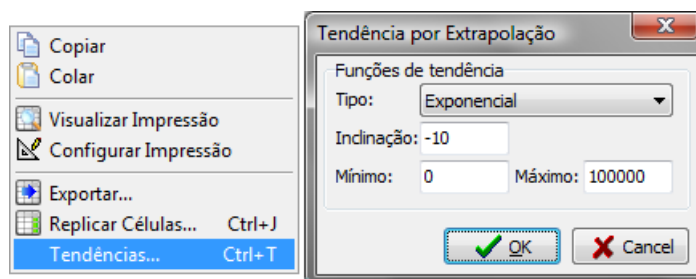 Copiar
Colar
Visualizar Impressão
Configurar Impressão
Exportar...
Replicar Células... Ctrl+J
Tendências... Ctrl+T
Tendência por Extrapolação
Funções de tendência
Tipo: Exponencial
Inclinação: -10
Mínimo: 0 Máximo: 100000
OK Cancel